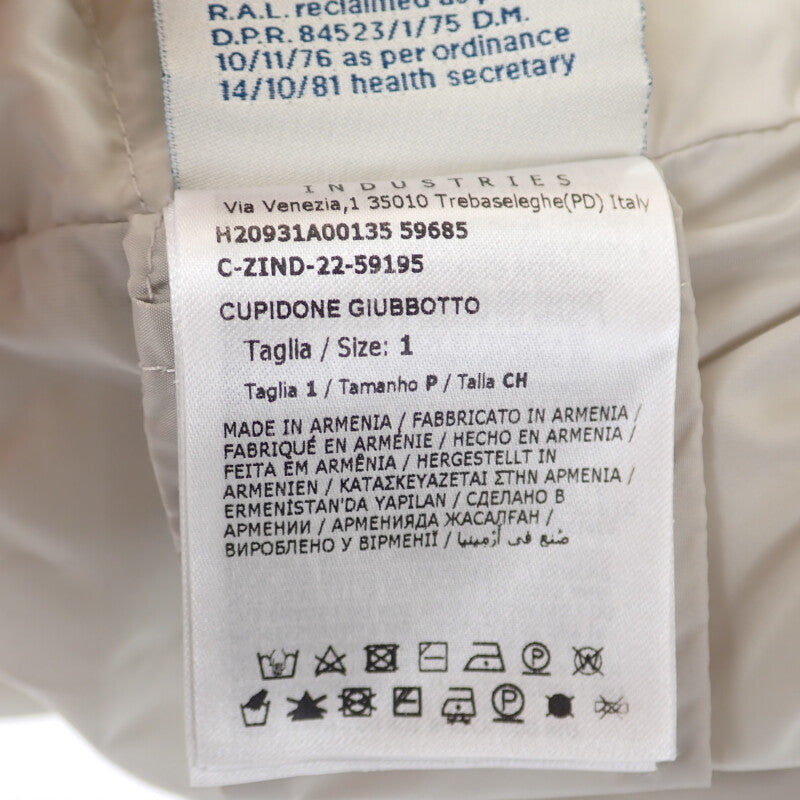 R.A.L. reclaimed as p
D.P.R. 84523/1/75 D.M.
10/11/76 as per ordinance
14/10/81 health secretary
INDUSTRIES
Via Venezia,1 35010 Trebaseleghe(PD) Italy
H20931A00135 59685
C-ZIND-22-59195
CUPIDONE GIUBBOTTO
Taglia / Size: 1
Taglia 1 / Tamanho P / Talla CH
MADE IN ARMENIA / FABBRICATO IN ARMENIA /
FABRIQUÉ EN ARMÉNIE / HECHO EN ARMENIA /
FEITA EM ARMÊNIA / HERGESTELLT IN
ARMENIEN / ΚΑΤΑΣΚΕΥΑΖΕΤΑΙ ΣΤΗΝ ΑΡΜΕΝΙΑ /
ERMENİSTAN'DA YAPILAN / СДЕЛАНО В
АРМЕНИИ / АРМЕНИЯДА ЖАСАЛҒАН /
ВИРОБЛЕНО У ВІРМЕНІЇ / صُنع في أرمينيا
P W
P